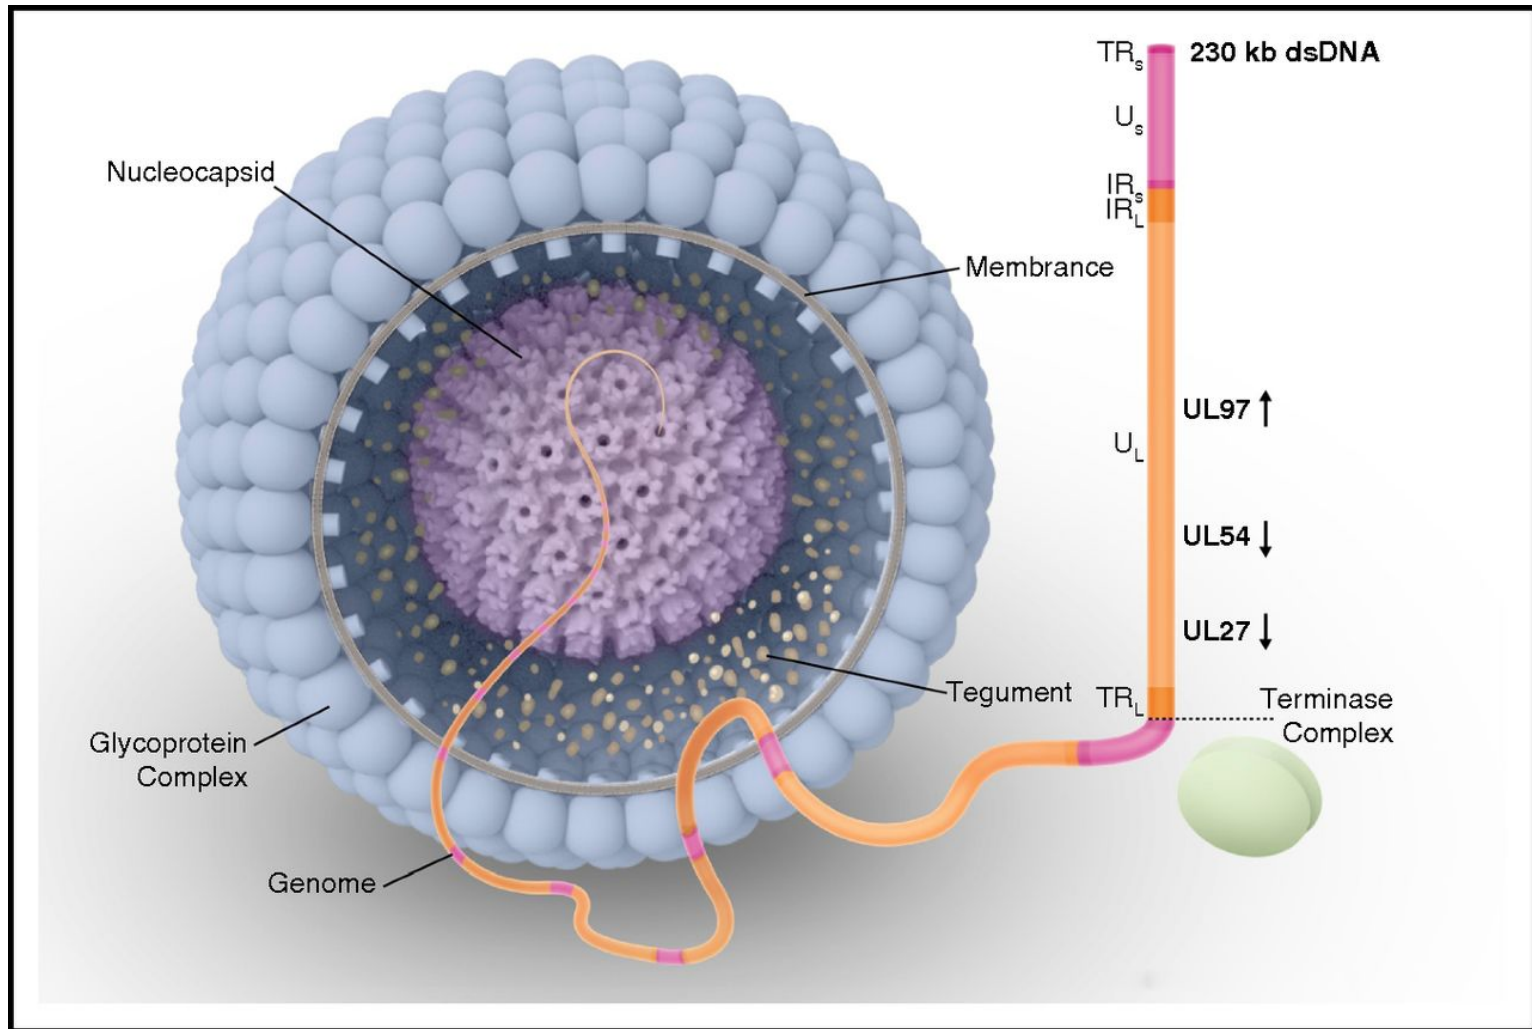 TRs 230 kb dsDNA
Us
Nucleocapsid
IRs
IRL
Membrance
UL97 ↑
UL
UL54 ↓
UL27 ↓
Tegument
TRL
Terminase
Complex
Glycoprotein
Complex
Genome